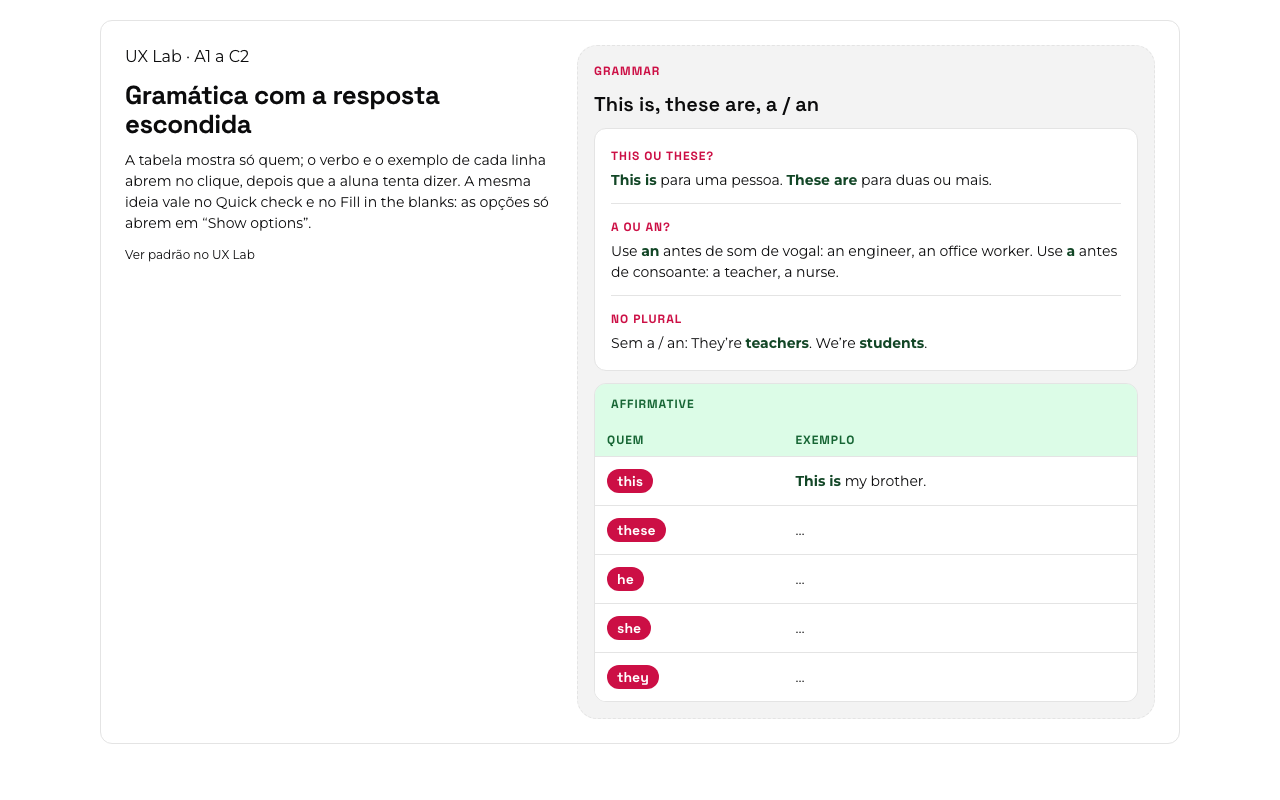 UX Lab · A1 a C2
Gramática com a resposta
escondida
A tabela mostra só quem; o verbo e o exemplo de cada linha
abrem no clique, depois que a aluna tenta dizer. A mesma
ideia vale no Quick check e no Fill in the blanks: as opções só
abrem em “Show options”.
Ver padrão no UX Lab
GRAMMAR
This is, these are, a / an
THIS OU THESE?
This is para uma pessoa. These are para duas ou mais.
A OU AN?
Use an antes de som de vogal: an engineer, an office worker. Use a antes
de consoante: a teacher, a nurse.
NO PLURAL
Sem a / an: They’re teachers. We’re students.
AFFIRMATIVE
QUEM EXEMPLO
this This is my brother.
these …
he …
she …
they …